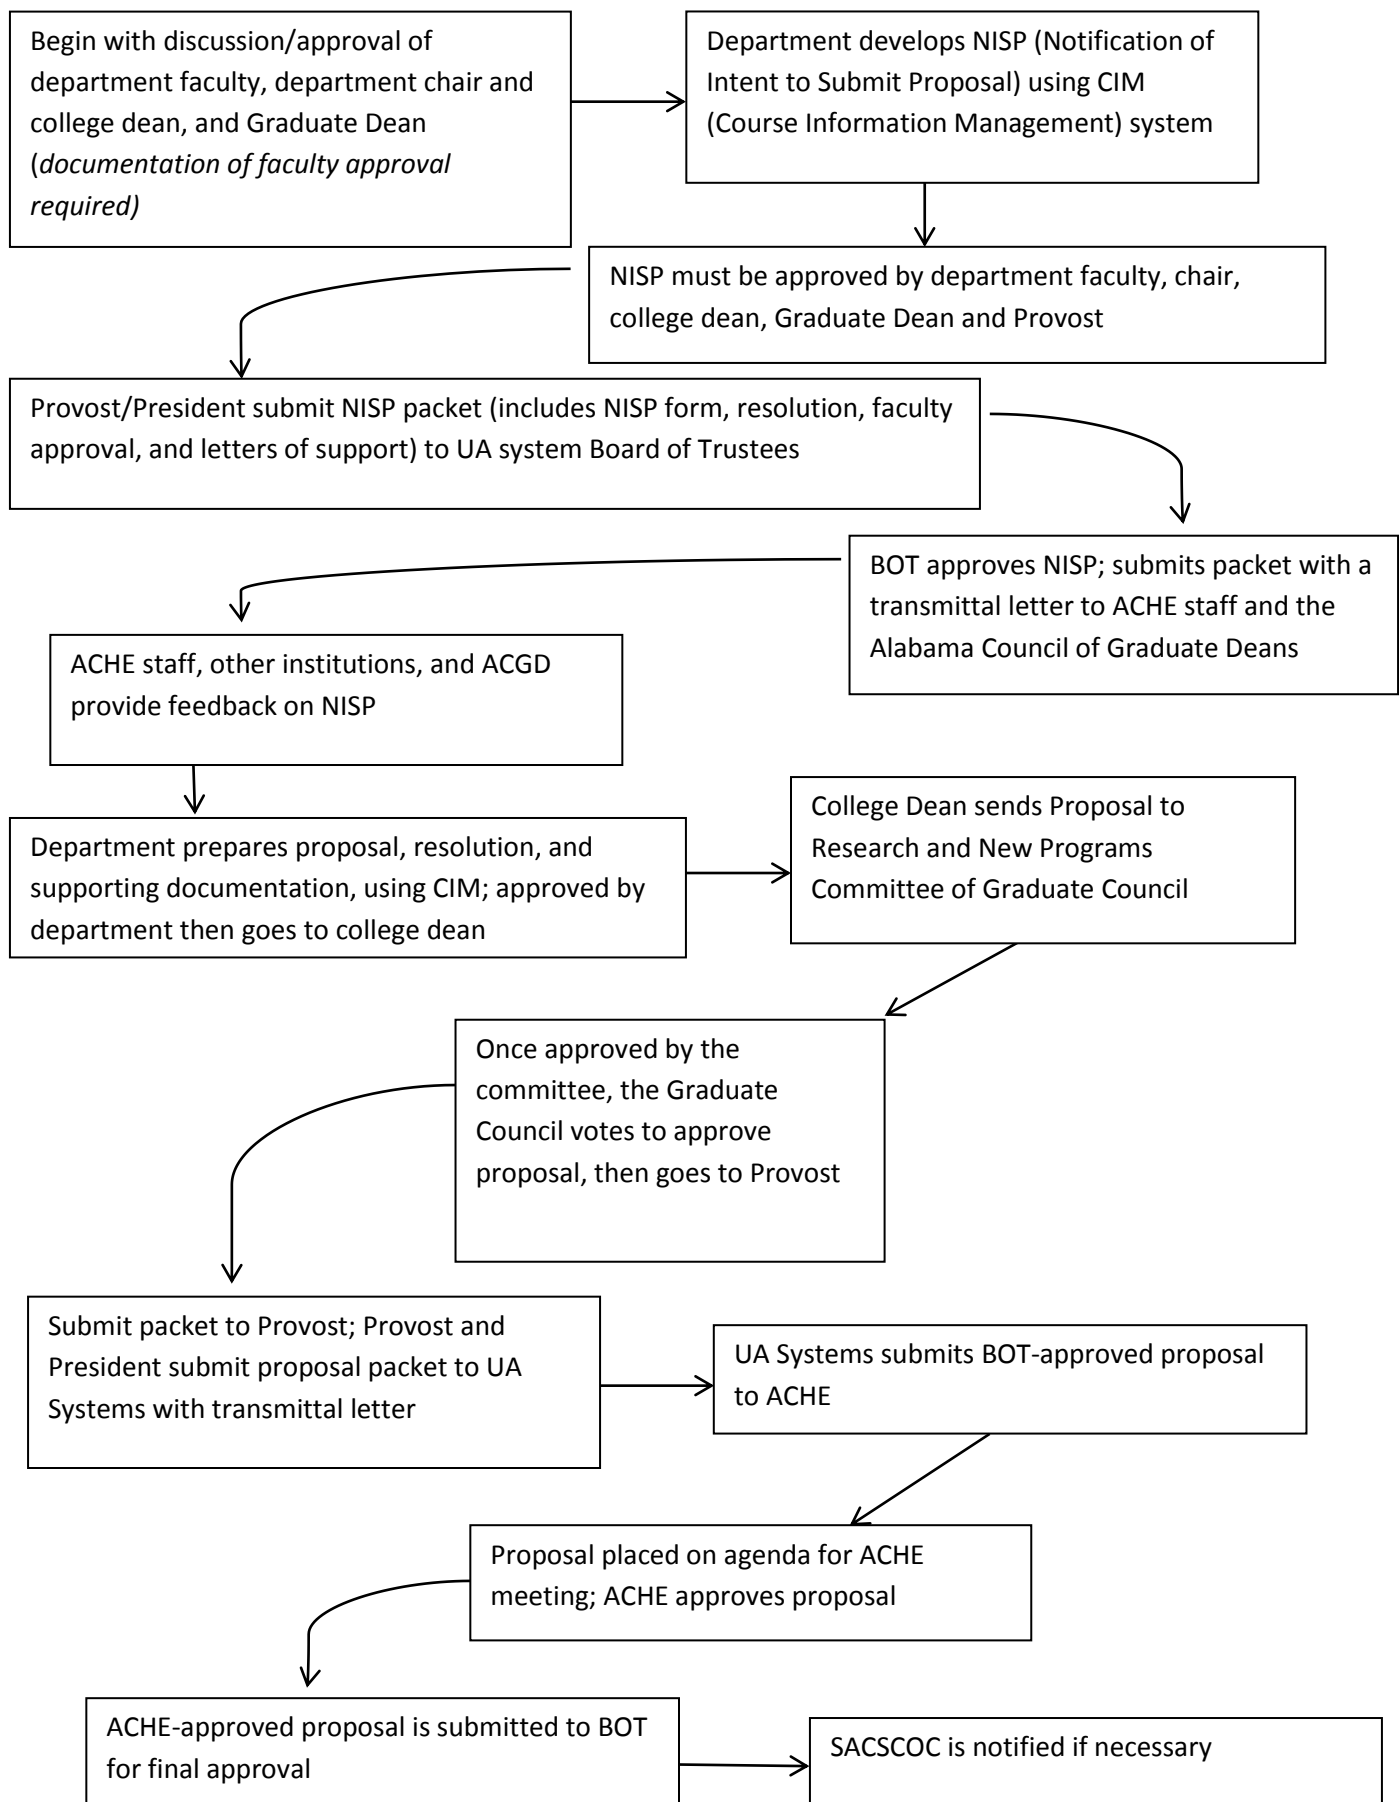 Begin with discussion/approval of
department faculty, department chair and
college dean, and Graduate Dean
(documentation of faculty approval
required)
Department develops NISP (Notification of
Intent to Submit Proposal) using CIM
(Course Information Management) system
NISP must be approved by department faculty, chair,
college dean, Graduate Dean and Provost
Provost/President submit NISP packet (includes NISP form, resolution, faculty
approval, and letters of support) to UA system Board of Trustees
BOT approves NISP; submits packet with a
transmittal letter to ACHE staff and the
Alabama Council of Graduate Deans
ACHE staff, other institutions, and ACGD
provide feedback on NISP
Department prepares proposal, resolution, and
supporting documentation, using CIM; approved by
department then goes to college dean
College Dean sends Proposal to
Research and New Programs
Committee of Graduate Council
Once approved by the
committee, the Graduate
Council votes to approve
proposal, then goes to Provost
Submit packet to Provost; Provost and
President submit proposal packet to UA
Systems with transmittal letter
UA Systems submits BOT-approved proposal
to ACHE
Proposal placed on agenda for ACHE
meeting; ACHE approves proposal
ACHE-approved proposal is submitted to BOT
for final approval
SACSCOC is notified if necessary